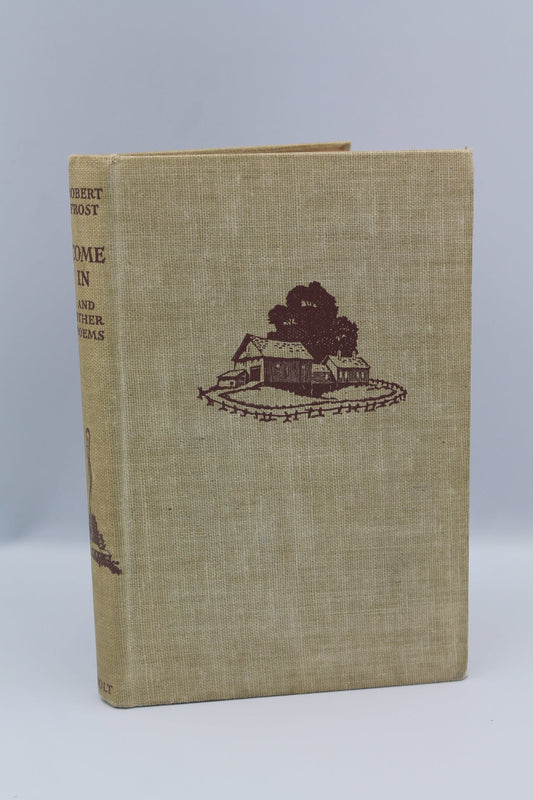 ROBERT
FROST
COME
IN
AND
OTHER
POEMS
HOLT